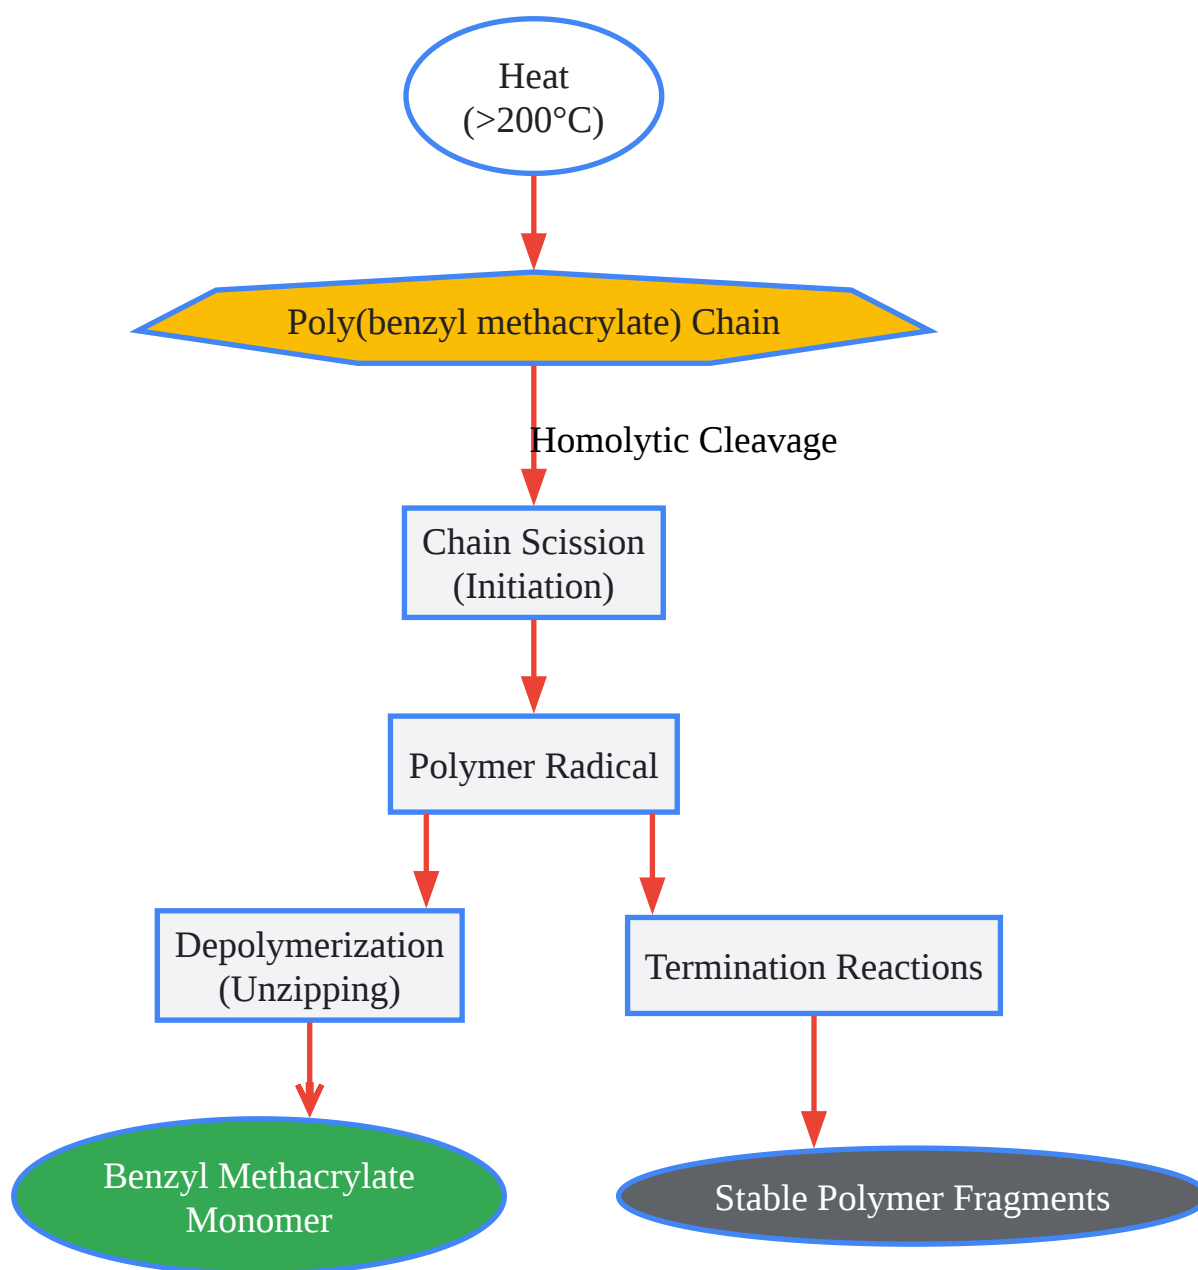 Heat
(>200°C)
Poly(benzyl methacrylate) Chain
Homolytic Cleavage
Chain Scission
(Initiation)
Polymer Radical
Depolymerization
(Unzipping)
Termination Reactions
Benzyl Methacrylate
Monomer
Stable Polymer Fragments